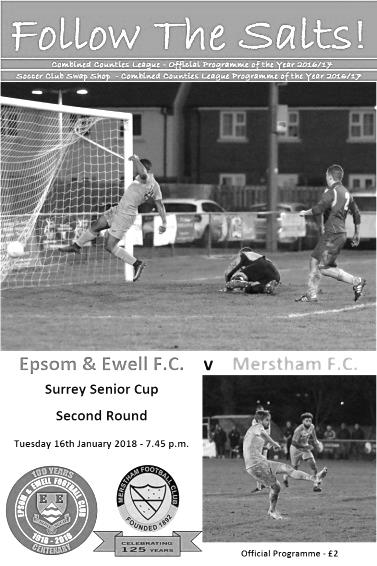 Follow The Salts!
Combined Counties League - Official Programme of the Year 2016/17
Soccer Club Swap Shop - Combined Counties League Programme of the Year 2016/17
2
Epsom & Ewell F.C. v Merstham F.C.
Surrey Senior Cup
Second Round
Tuesday 16th January 2018 - 7.45 p.m.
100 YEARS
EPSOM & EWELL FOOTBALL CLUB
1918 - 2018
CENTENARY
MERSTHAM FOOTBALL CLUB
FOUNDED 1892
CELEBRATING
125 YEARS
Official Programme - £2